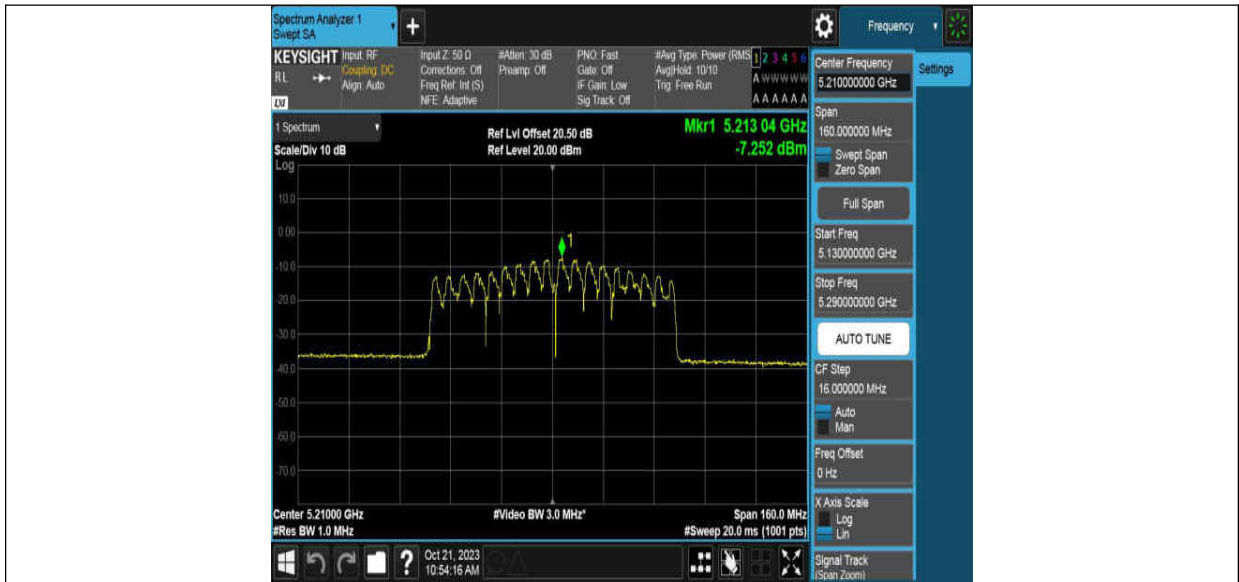 Spectrum Analyzer 1
Swept SA
+
Frequency
KEYSIGHT
RL
Input: RF
Coupling: DC
Align: Auto
Input Z: 50 Ω
Corrections: Off
Freq Ref: Int (S)
NFE: Adaptive
#Atten: 30 dB
Preamp: Off
PNO: Fast
Gate: Off
IF Gain: Low
Sig Track: Off
#Avg Type: Power (RMS
Avg|Hold: 10/10
Trig: Free Run
1 2 3 4 5 6
A W W W W W
A A A A A A
1 Spectrum
Scale/Div 10 dB
Ref Lvl Offset 20.50 dB
Ref Level 20.00 dBm
Mkr1 5.213 04 GHz
-7.252 dBm
Log
10.0
0.00
-10.0
-20.0
-30.0
-40.0
-50.0
-60.0
-70.0
1
Center 5.21000 GHz
#Res BW 1.0 MHz
#Video BW 3.0 MHz*
Span 160.0 MHz
#Sweep 20.0 ms (1001 pts)
?
Oct 21, 2023
10:54:16 AM
Center Frequency
5.210000000 GHz
Settings
Span
160.000000 MHz
Swept Span
Zero Span
Full Span
Start Freq
5.130000000 GHz
Stop Freq
5.290000000 GHz
AUTO TUNE
CF Step
16.000000 MHz
Auto
Man
Freq Offset
0 Hz
X Axis Scale
Log
Lin
Signal Track
(Span Zoom)